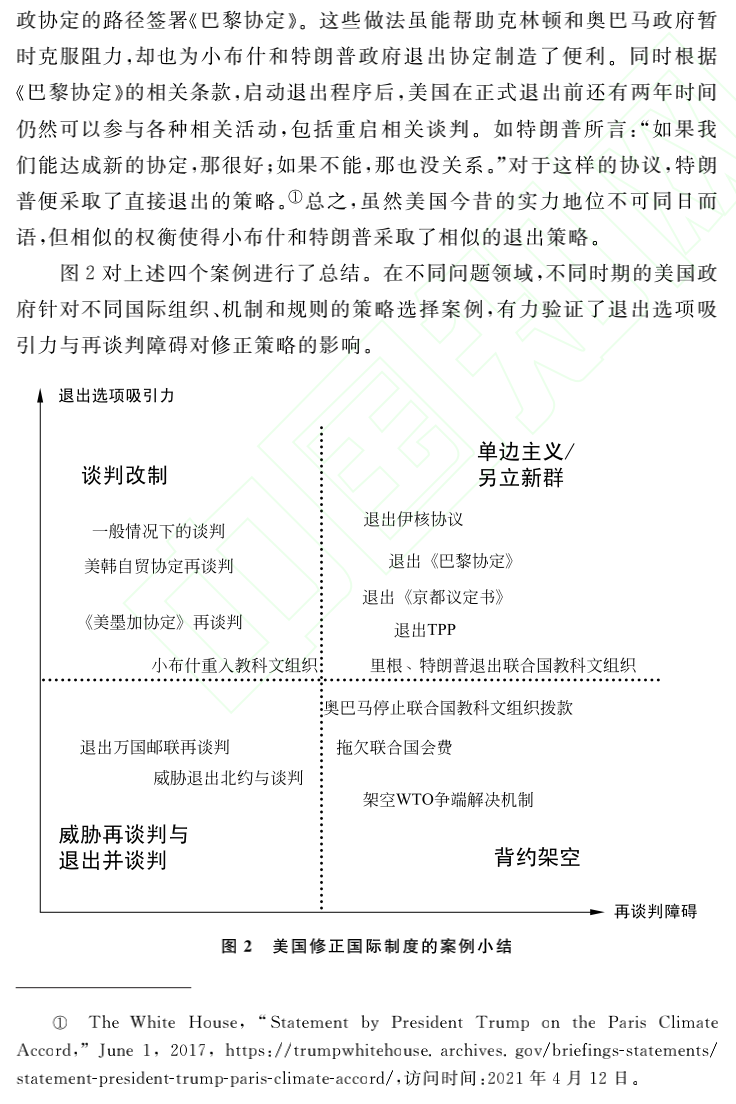 政协定的路径签署《巴黎协定》。这些做法虽能帮助克林顿和奥巴马政府暂
时克服阻力,却也为小布什和特朗普政府退出协定制造了便利。同时根据
《巴黎协定》的相关条款,启动退出程序后,美国在正式退出前还有两年时间
仍然可以参与各种相关活动,包括重启相关谈判。如特朗普所言:“如果我
们能达成新的协定,那很好;如果不能,那也没关系。”对于这样的协议,特朗
普便采取了直接退出的策略。①总之,虽然美国今昔的实力地位不可同日而
语,但相似的权衡使得小布什和特朗普采取了相似的退出策略。
图2对上述四个案例进行了总结。在不同问题领域,不同时期的美国政
府针对不同国际组织、机制和规则的策略选择案例,有力验证了退出选项吸
引力与再谈判障碍对修正策略的影响。
退出选项吸引力
谈判改制
一般情况下的谈判
美韩自贸协定再谈判
《美墨加协定》再谈判
小布什重入教科文组织
单边主义/
另立新群
退出伊核协议
退出《巴黎协定》
退出《京都议定书》
退出TPP
里根、特朗普退出联合国教科文组织
退出万国邮联再谈判
威胁退出北约与谈判
威胁再谈判与
退出并谈判
奥巴马停止联合国教科文组织拨款
拖欠联合国会费
架空WTO争端解决机制
背约架空
再谈判障碍
图2 美国修正国际制度的案例小结
① The White House, “Statement by President Trump on the Paris Climate
Accord,” June 1, 2017, https://trumpwhitehouse. archives. gov/briefings-statements/
statement-president-trump-paris-climate-accord/,访问时间:2021年4月12日。